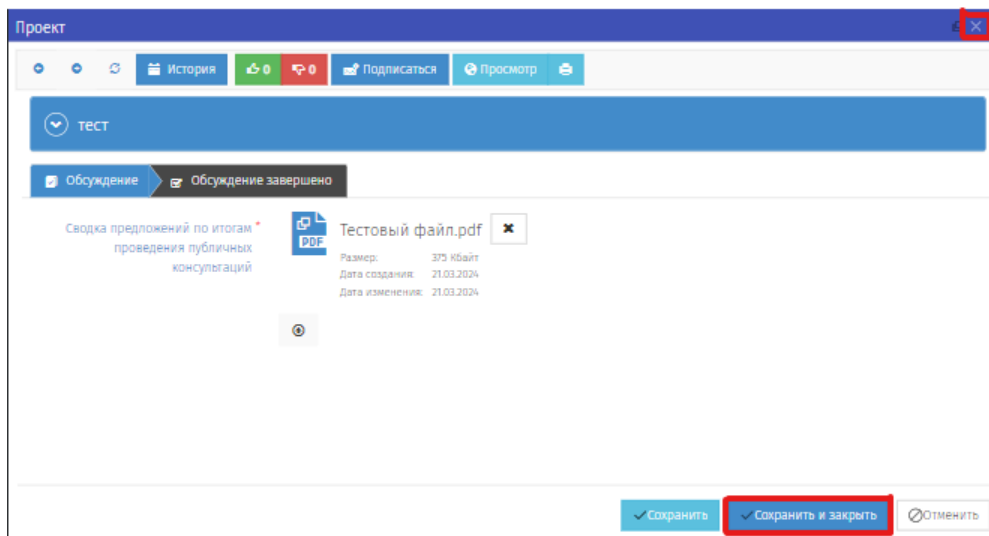 Проект
История 0 0 Подписаться Просмотр
тест
Обсуждение Обсуждение завершено
Сводка предложений по итогам *
проведения публичных
консультаций
PDF
Тестовый файл.pdf
Размер: 375 Кбайт
Дата создания: 21.03.2024
Дата изменения: 21.03.2024
Сохранить Сохранить и закрыть Отменить